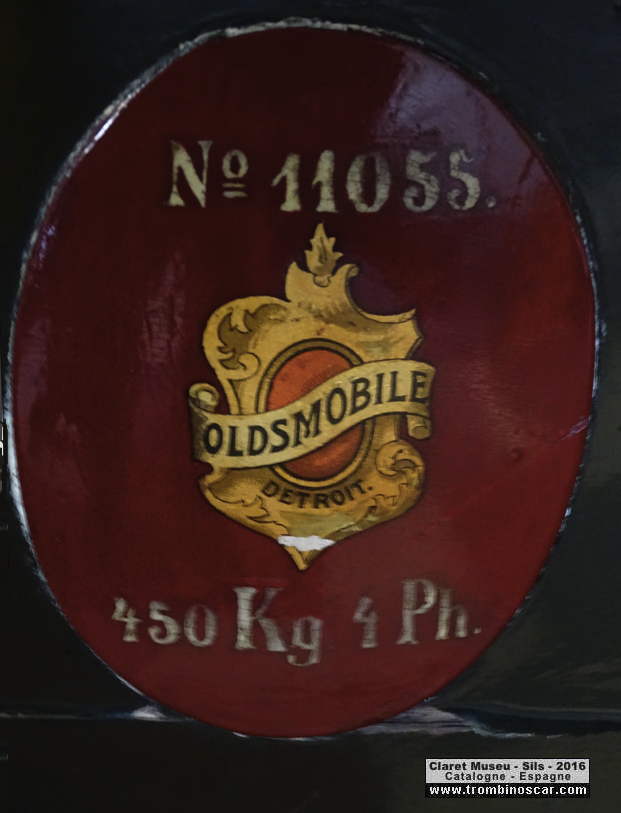 Nº 11055.
OLDSMOBILE
DETROIT.
450 Kg 4 Ph.
Claret Museu - Sils - 2016
Catalogne - Espagne
www.trombinoscar.com